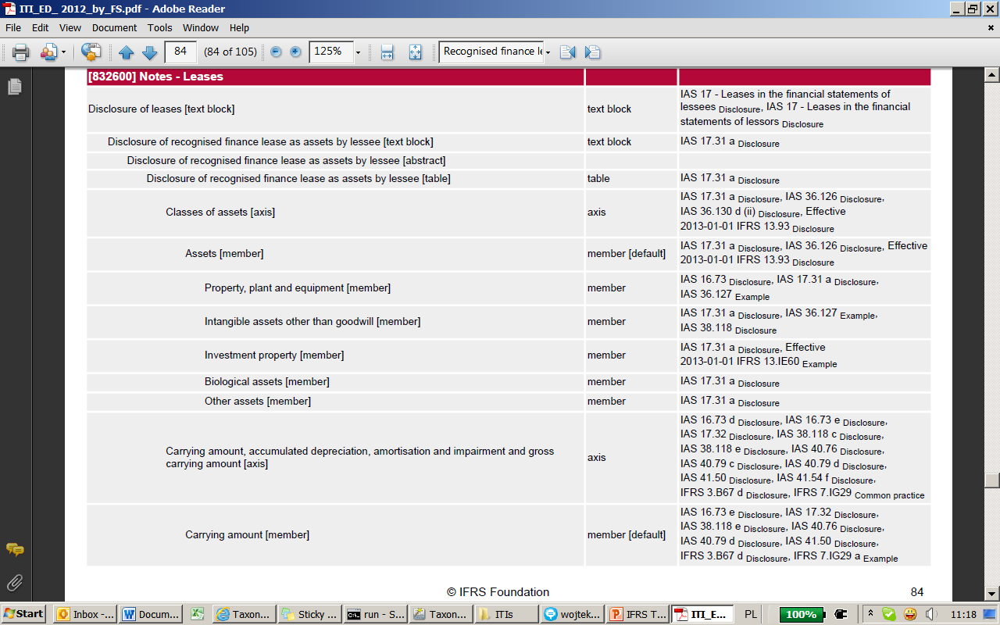 ITI_ED_ 2012_by_FS.pdf - Adobe Reader
File Edit View Document Tools Window Help
84 (84 of 105) 125% Recognised finance le
[832600] Notes - Leases
Disclosure of leases [text block] text block IAS 17 - Leases in the financial statements of
lessees Disclosure, IAS 17 - Leases in the financial
statements of lessors Disclosure
Disclosure of recognised finance lease as assets by lessee [text block] text block IAS 17.31 a Disclosure
Disclosure of recognised finance lease as assets by lessee [abstract]
Disclosure of recognised finance lease as assets by lessee [table] table IAS 17.31 a Disclosure
Classes of assets [axis] axis IAS 17.31 a Disclosure, IAS 36.126 Disclosure,
IAS 36.130 d (ii) Disclosure, Effective
2013-01-01 IFRS 13.93 Disclosure
Assets [member] member [default] IAS 17.31 a Disclosure, IAS 36.126 Disclosure, Effective
2013-01-01 IFRS 13.93 Disclosure
Property, plant and equipment [member] member IAS 16.73 Disclosure, IAS 17.31 a Disclosure,
IAS 36.127 Example
Intangible assets other than goodwill [member] member IAS 17.31 a Disclosure, IAS 36.127 Example,
IAS 38.118 Disclosure
Investment property [member] member IAS 17.31 a Disclosure, Effective
2013-01-01 IFRS 13.IE60 Example
Biological assets [member] member IAS 17.31 a Disclosure
Other assets [member] member IAS 17.31 a Disclosure
Carrying amount, accumulated depreciation, amortisation and impairment and gross
carrying amount [axis] axis IAS 16.73 d Disclosure, IAS 16.73 e Disclosure,
IAS 17.32 Disclosure, IAS 38.118 c Disclosure,
IAS 38.118 e Disclosure, IAS 40.76 Disclosure,
IAS 40.79 c Disclosure, IAS 40.79 d Disclosure,
IAS 41.50 Disclosure, IAS 41.54 f Disclosure,
IFRS 3.B67 d Disclosure, IFRS 7.IG29 Common practice
Carrying amount [member] member [default] IAS 16.73 e Disclosure, IAS 17.32 Disclosure,
IAS 38.118 e Disclosure, IAS 40.76 Disclosure,
IAS 40.79 d Disclosure, IAS 41.50 Disclosure,
IFRS 3.B67 d Disclosure, IFRS 7.IG29 a Example
© IFRS Foundation 84
Start Inbox -... Docum... Taxon... Sticky ... run - S... Taxon... ITIs wojtek... IFRS T... ITI_E... PL 100% 11:18